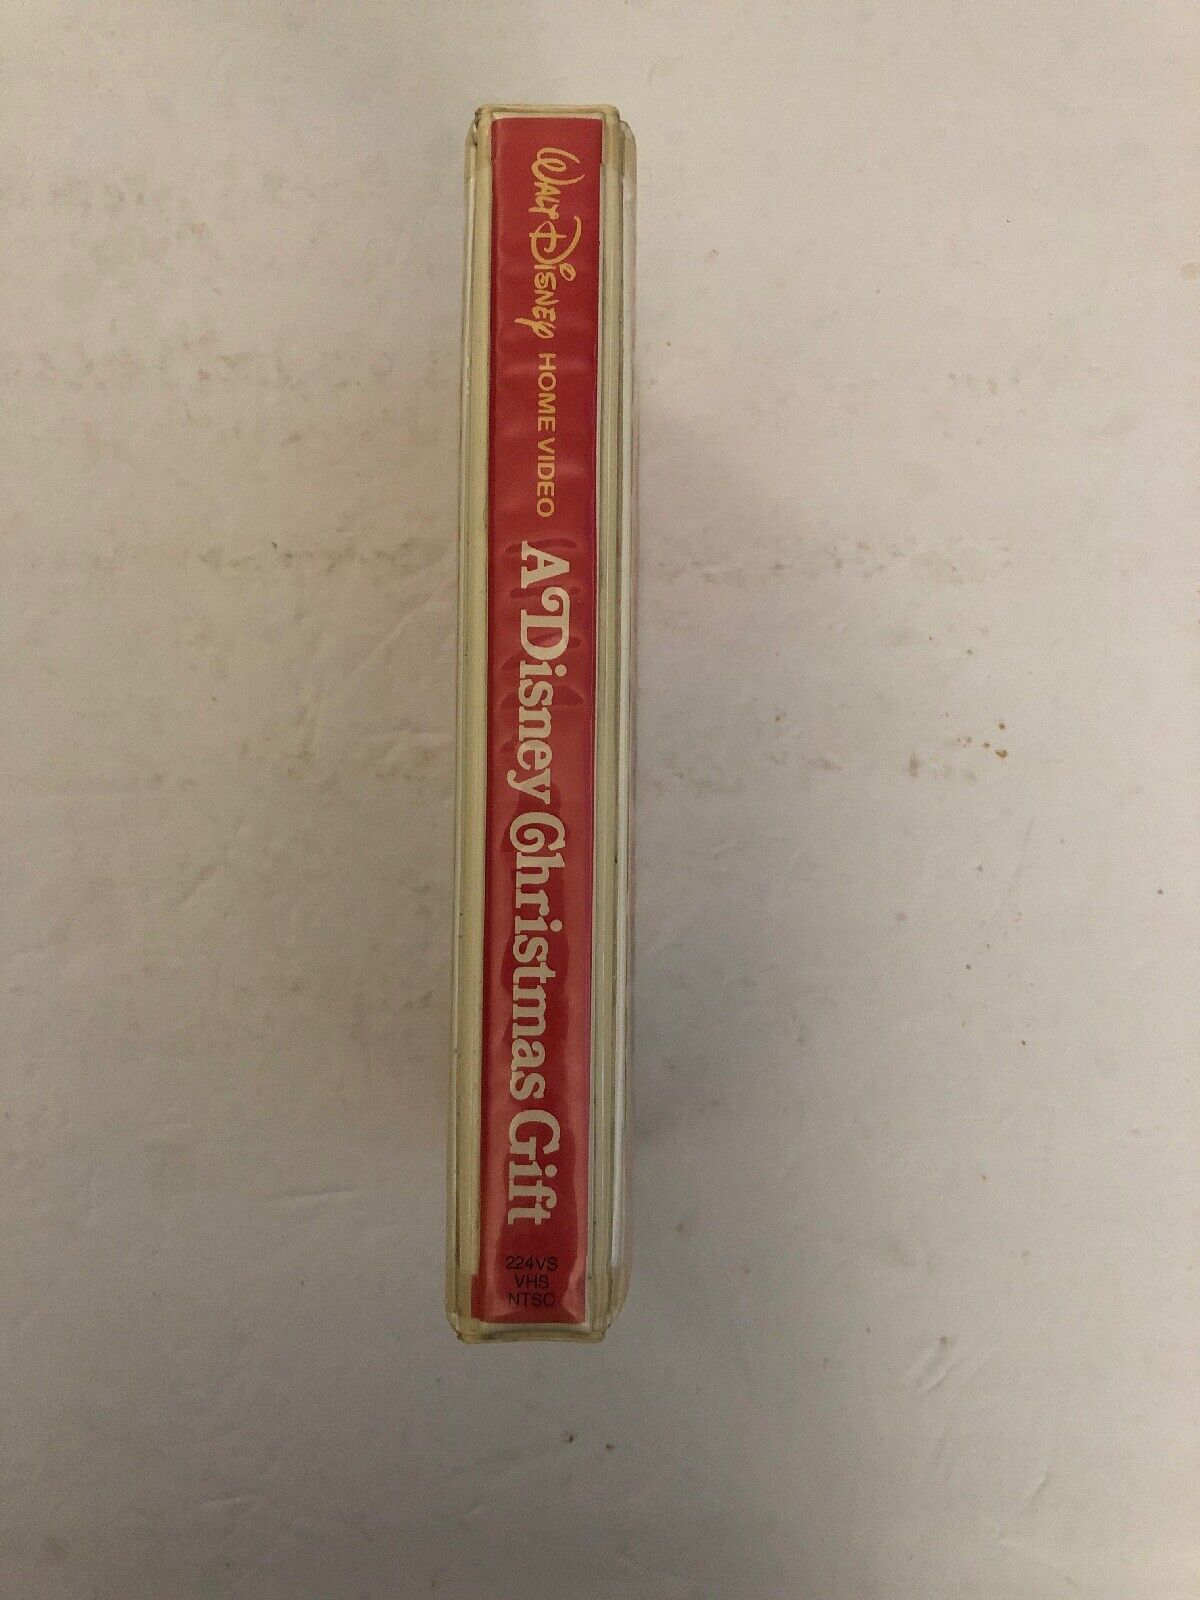 WALT DISNEY HOME VIDEO
A Disney Christmas Gift
224VS
VHS
NTSC